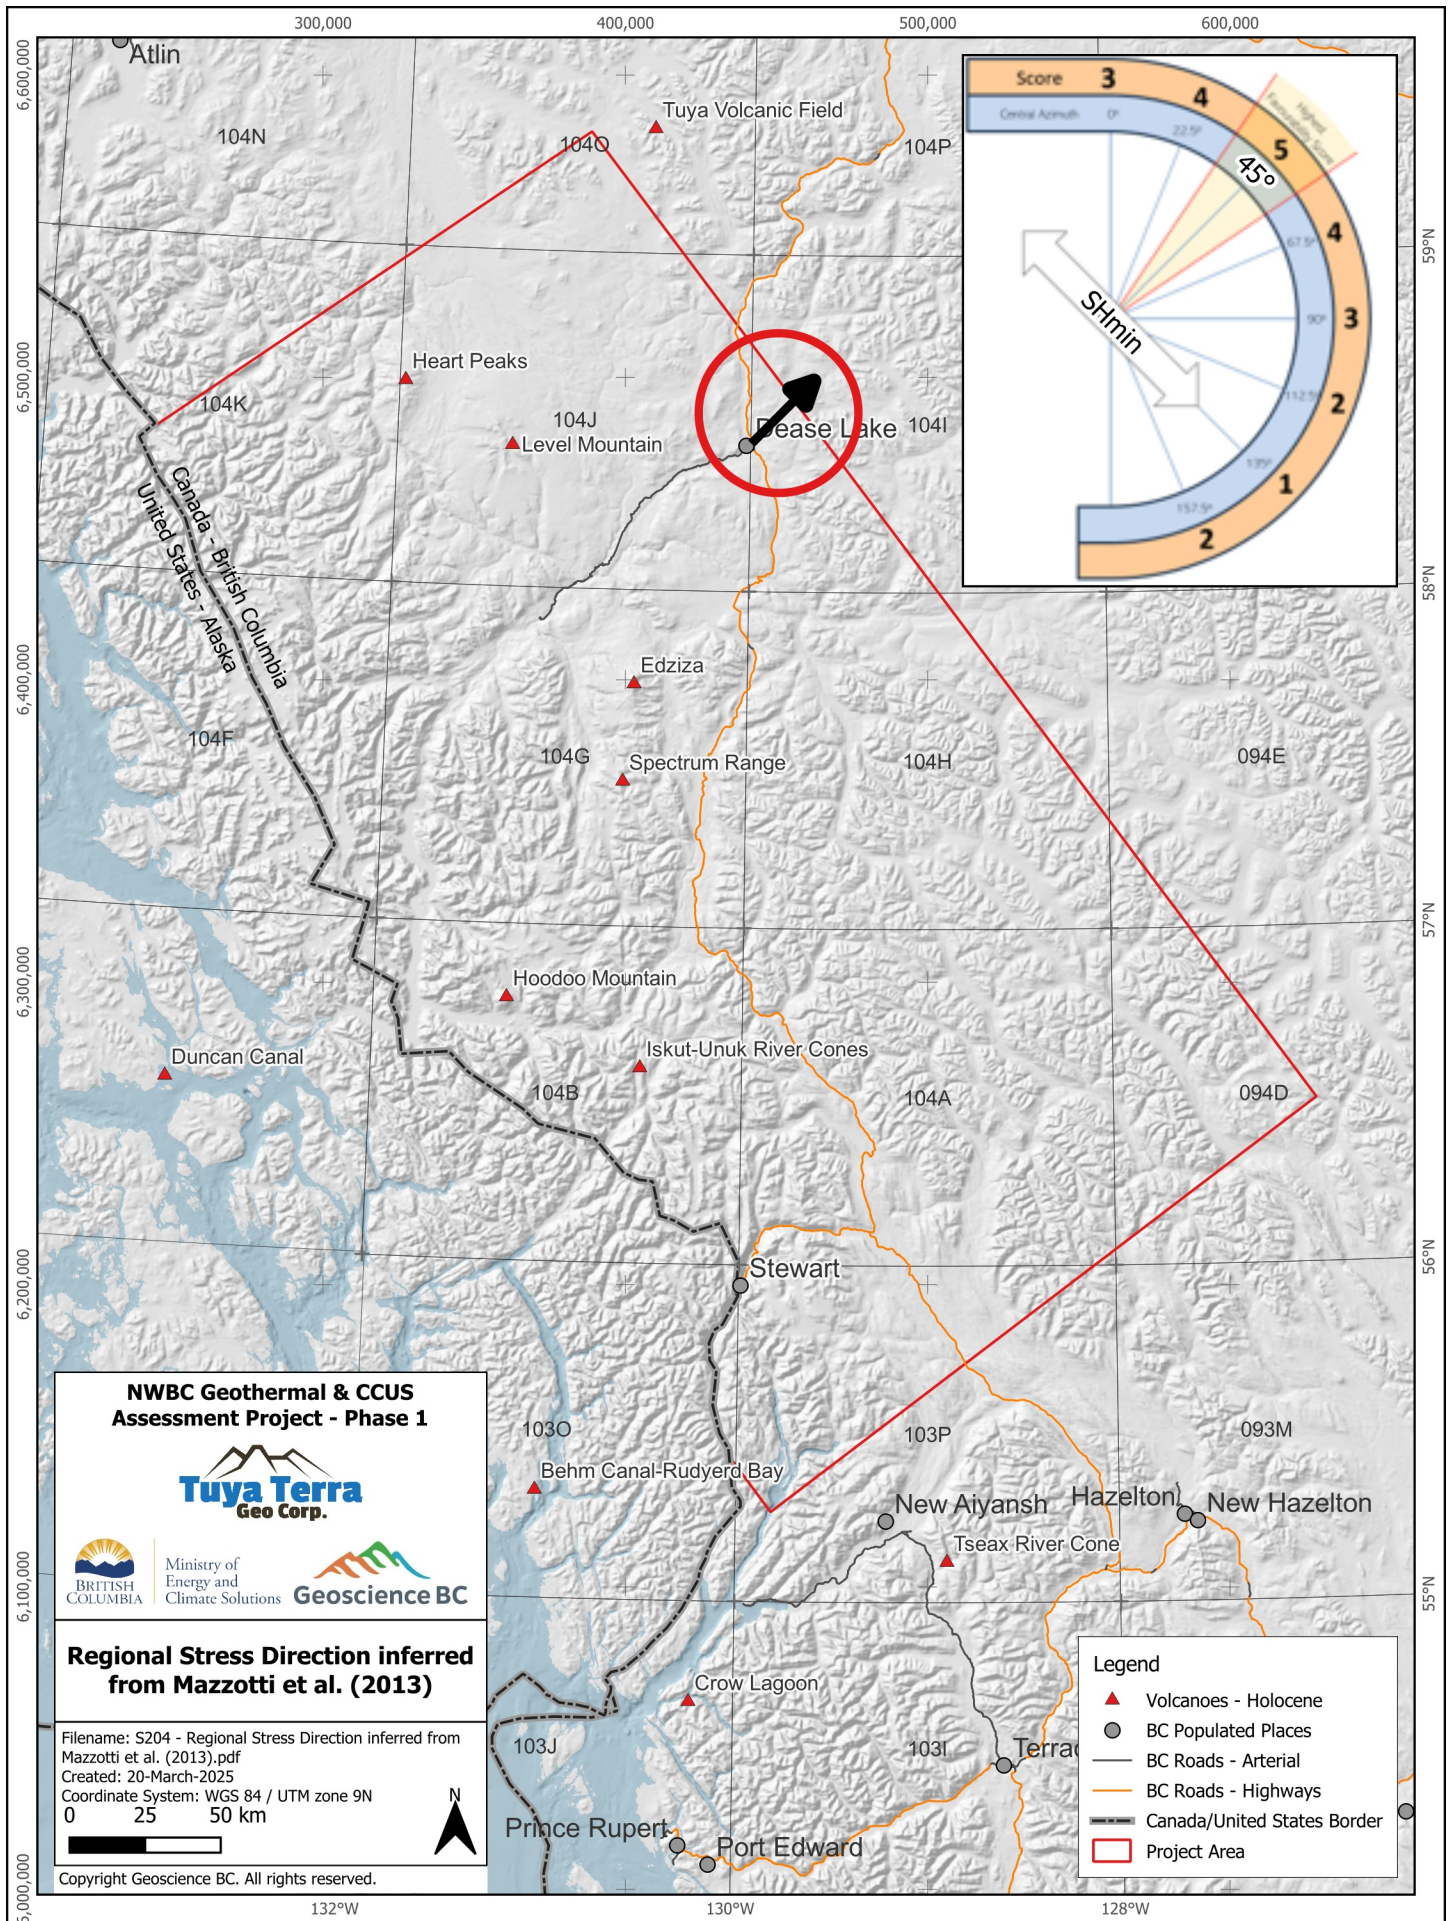 300,000
400,000
500,000
600,000
6,600,000
6,500,000
6,400,000
6,300,000
6,200,000
6,100,000
59°N
58°N
57°N
56°N
55°N
132°W
130°W
128°W
Atlin
104N
104O
Tuya Volcanic Field
104P
Score
3
4
5
4
3
2
1
2
Central Azimuth
0°
22.5°
45°
67.5°
90°
112.5°
135°
157.5°
Highest
Favourability Score
SHmin
Heart Peaks
104K
104J
Level Mountain
Dease Lake
104I
Canada - British Columbia
United States - Alaska
Edziza
104F
104G
Spectrum Range
104H
094E
Hoodoo Mountain
Duncan Canal
Iskut-Unuk River Cones
104B
104A
094D
Stewart
103O
103P
093M
Behm Canal-Rudyerd Bay
New Aiyansh
Hazelton
New Hazelton
Tseax River Cone
Crow Lagoon
103J
103I
Prince Rupert
Port Edward
NWBC Geothermal & CCUS
Assessment Project - Phase 1
Tuya Terra
Geo Corp.
BRITISH
COLUMBIA
Ministry of
Energy and
Climate Solutions
Geoscience BC
Regional Stress Direction inferred
from Mazzotti et al. (2013)
Filename: S204 - Regional Stress Direction inferred from
Mazzotti et al. (2013).pdf
Created: 20-March-2025
Coordinate System: WGS 84 / UTM zone 9N
0 25 50 km
N
Copyright Geoscience BC. All rights reserved.
Legend
Volcanoes - Holocene
BC Populated Places
BC Roads - Arterial
BC Roads - Highways
Canada/United States Border
Project Area